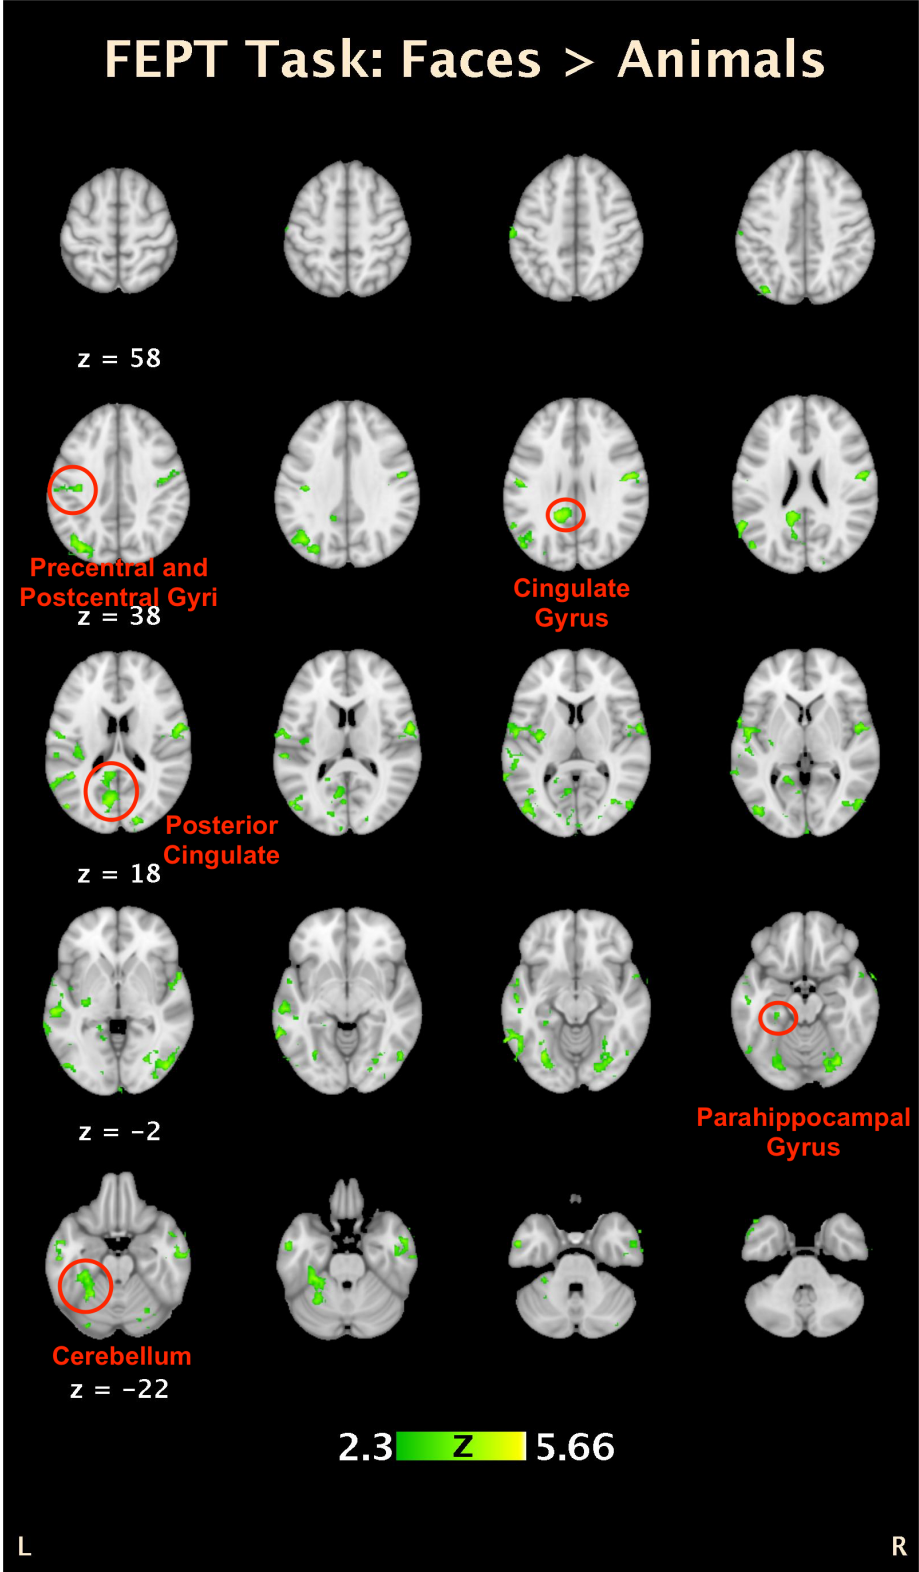 FEPT Task: Faces > Animals
z = 58
Precentral and
Postcentral Gyri
z = 38
Cingulate
Gyrus
Posterior
Cingulate
z = 18
z = -2
Parahippocampal
Gyrus
Cerebellum
z = -22
2.3 Z 5.66
L R